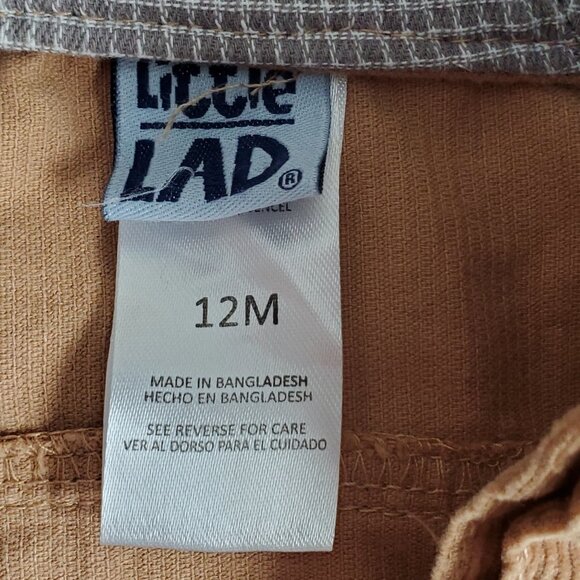 Little
LAD®
12M
MADE IN BANGLADESH
HECHO EN BANGLADESH
SEE REVERSE FOR CARE
VER AL DORSO PARA EL CUIDADO